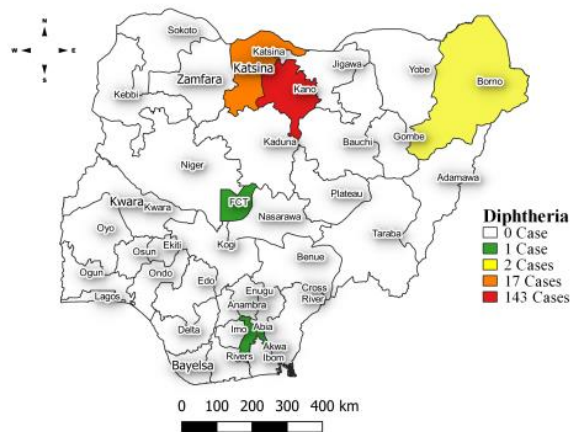 N
W E
S
Sokoto
Katsina
Katsina
Zamfara
Jigawa
Yobe
Borno
Kebbi
Kano
Gombe
Kaduna
Bauchi
Niger
Adamawa
FCT
Plateau
Kwara
Kwara
Nasarawa
Taraba
Oyo
Kogi
Osun
Ekiti
Benue
Ogun
Ondo
Edo
Lagos
Enugu
Anambra
Cross
River
Delta
Imo
Abia
Rivers
Akwa
Ibom
Bayelsa
Diphtheria
0 Case
1 Case
2 Cases
17 Cases
143 Cases
0 100 200 300 400 km